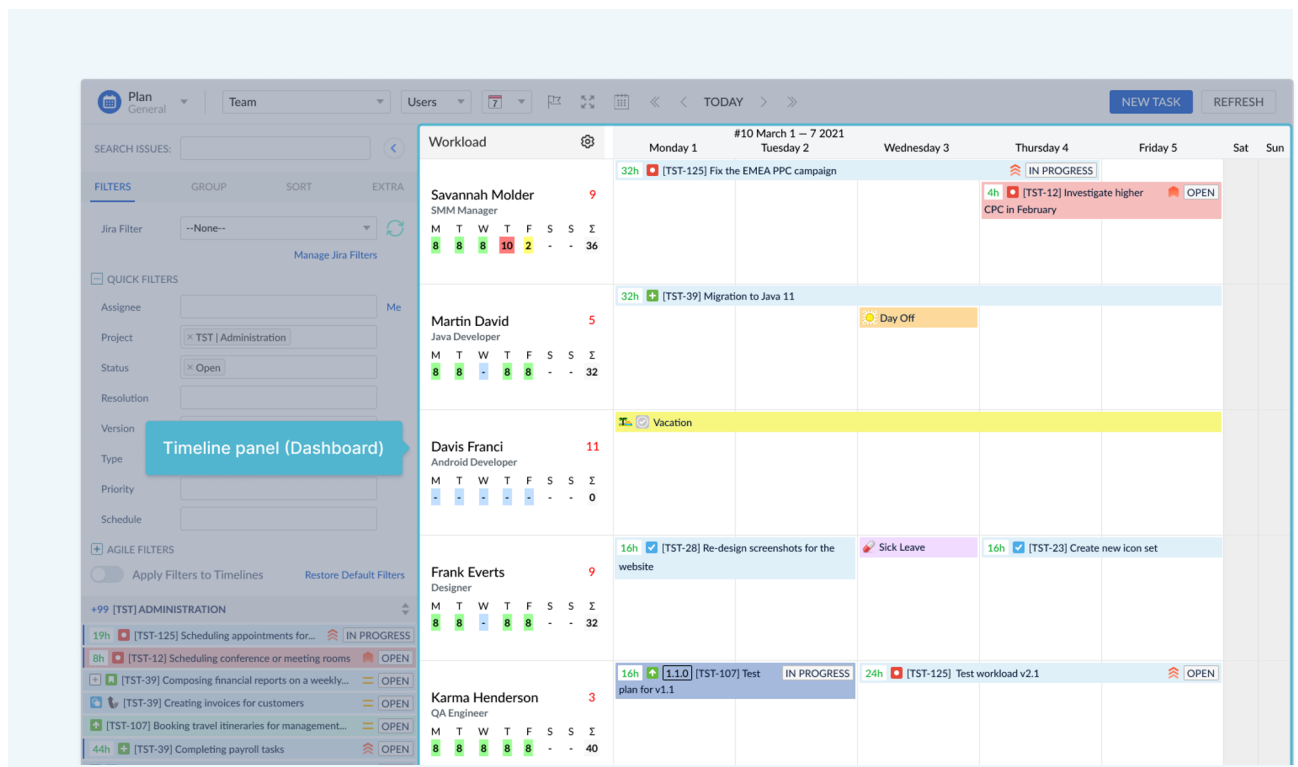 Plan
General
Team
Users
7
TODAY
NEW TASK
REFRESH
SEARCH ISSUES:
FILTERS GROUP SORT EXTRA
Jira Filter
--None--
Manage Jira Filters
QUICK FILTERS
Assignee
Me
Project
× TST | Administration
Status
× Open
Resolution
Version
Type
Priority
Schedule
Timeline panel (Dashboard)
AGILE FILTERS
Apply Filters to Timelines
Restore Default Filters
+99 [TST] ADMINISTRATION
19h [TST-125] Scheduling appointments for... IN PROGRESS
8h [TST-12] Scheduling conference or meeting rooms OPEN
[TST-39] Composing financial reports on a weekly... OPEN
[TST-39] Creating invoices for customers OPEN
[TST-107] Booking travel itineraries for management... OPEN
44h [TST-39] Completing payroll tasks OPEN
Workload
#10 March 1 — 7 2021
Monday 1 Tuesday 2 Wednesday 3 Thursday 4 Friday 5 Sat Sun
Savannah Molder 9
SMM Manager
M T W T F S S Σ
8 8 8 10 2 - - 36
32h [TST-125] Fix the EMEA PPC campaign IN PROGRESS
4h [TST-12] Investigate higher OPEN
CPC in February
Martin David 5
Java Developer
M T W T F S S Σ
8 8 - 8 8 - - 32
32h [TST-39] Migration to Java 11
Day Off
Davis Franci 11
Android Developer
M T W T F S S Σ
- - - - - - - 0
Vacation
Frank Everts 9
Designer
M T W T F S S Σ
8 8 - 8 8 - - 32
16h [TST-28] Re-design screenshots for the
website
Sick Leave
16h [TST-23] Create new icon set
Karma Henderson 3
QA Engineer
M T W T F S S Σ
8 8 8 8 8 - - 40
16h 1.1.0 [TST-107] Test IN PROGRESS
plan for v1.1
24h [TST-125] Test workload v2.1 OPEN